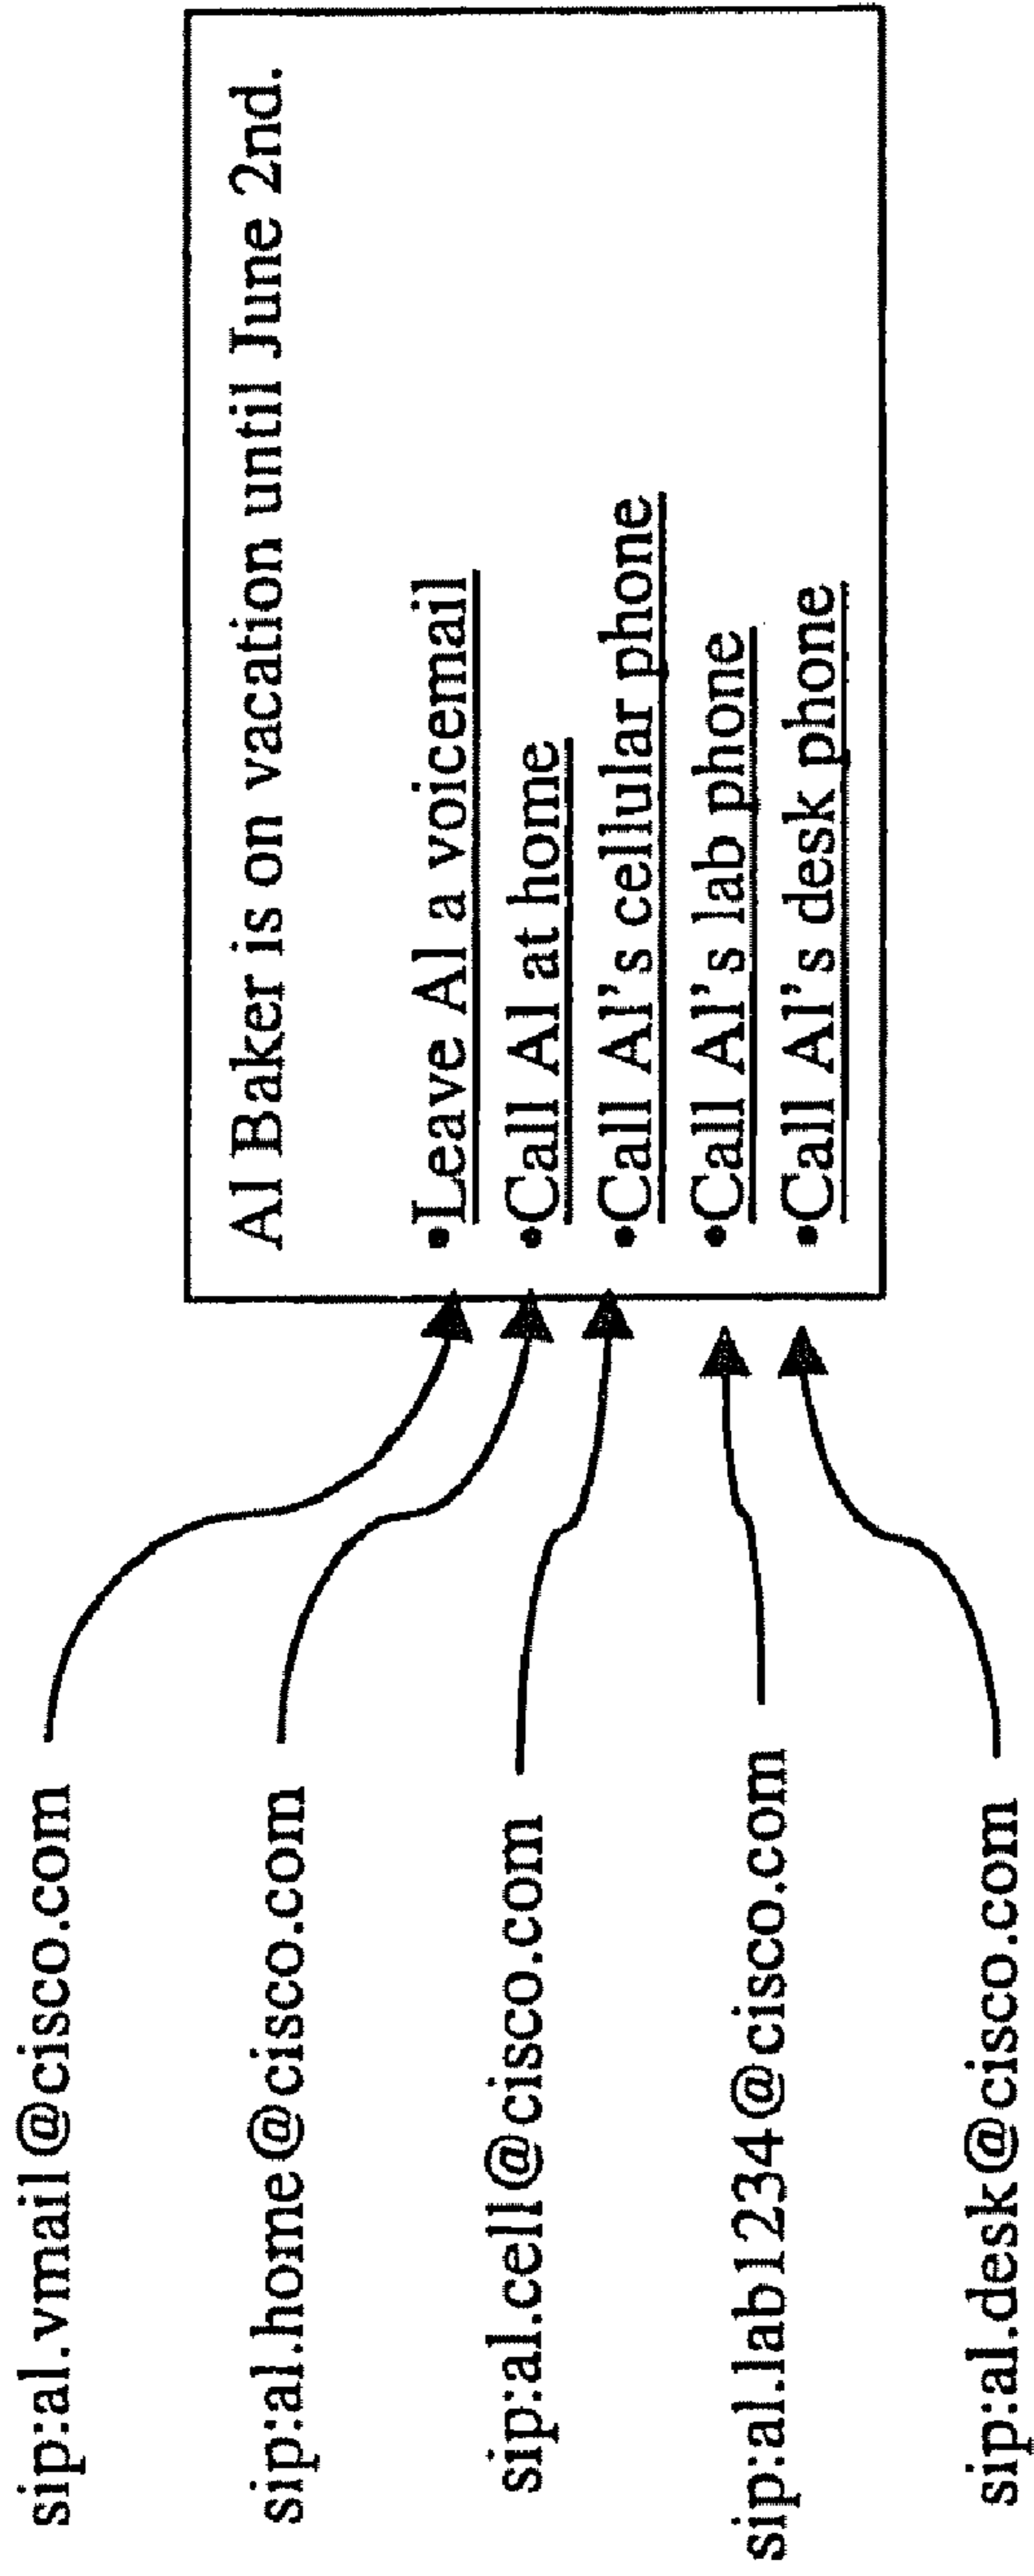 sip:al.vmail@cisco.com
sip:al.home@cisco.com
sip:al.cell@cisco.com
sip:al.lab1234@cisco.com
sip:al.desk@cisco.com
Al Baker is on vacation until June 2nd.
•Leave Al a voicemail
•Call Al at home
•Call Al's cellular phone
•Call Al's lab phone
•Call Al's desk phone